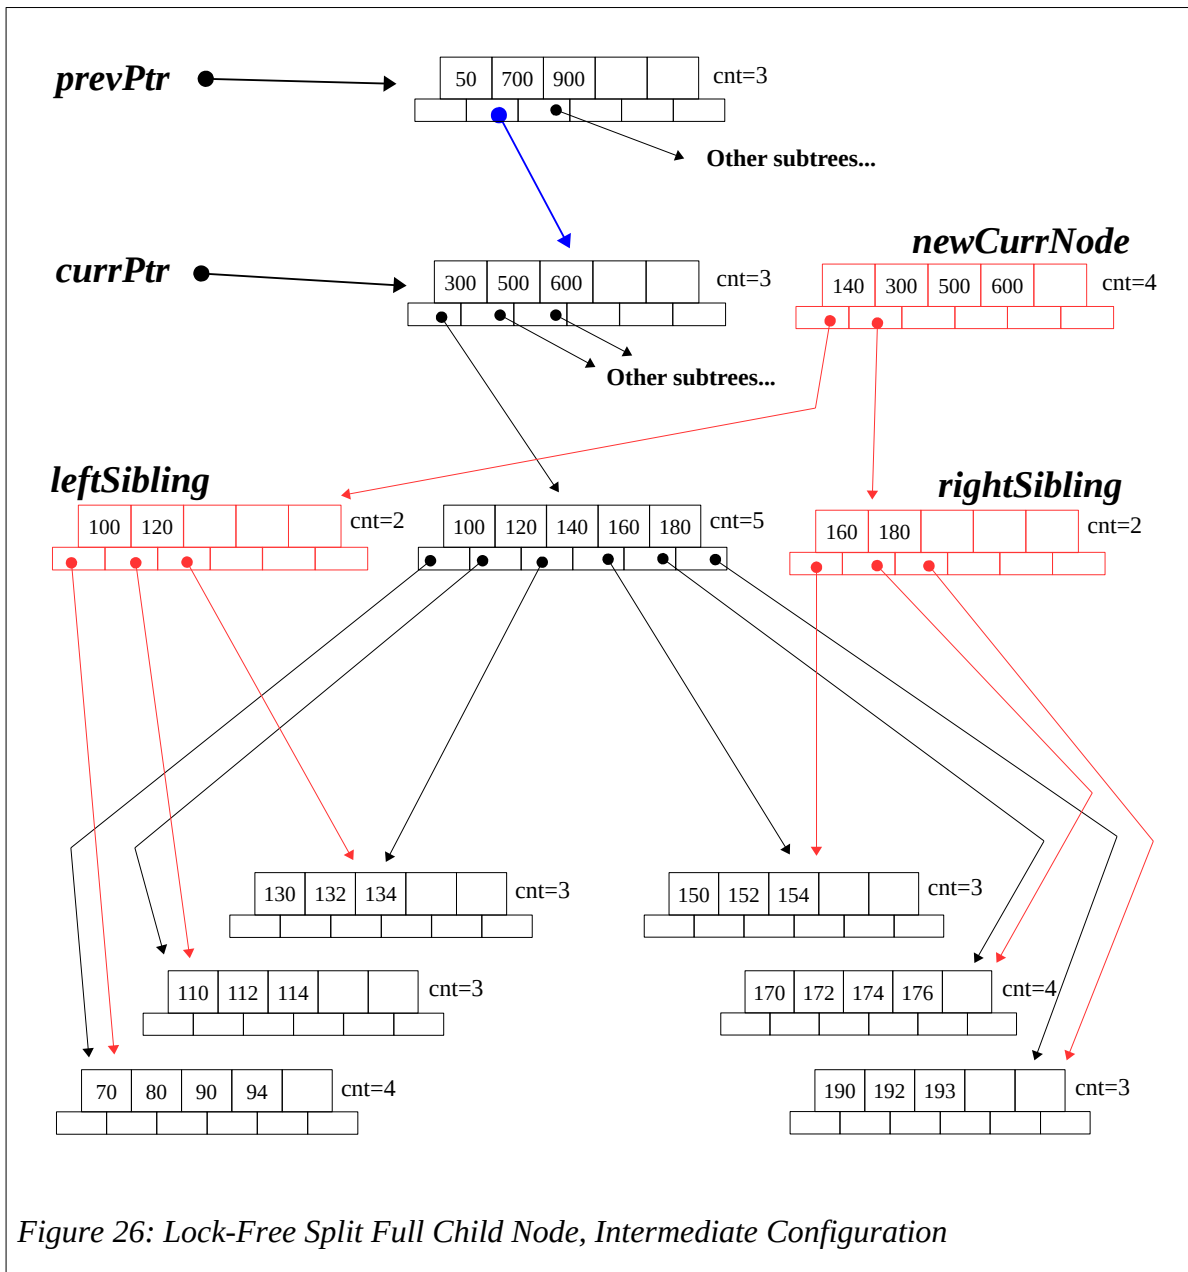 prevPtr 50 700 900 cnt=3
Other subtrees...
newCurrNode
currPtr 300 500 600 cnt=3 140 300 500 600 cnt=4
Other subtrees...
leftSibling rightSibling
100 120 cnt=2 100 120 140 160 180 cnt=5 160 180 cnt=2
130 132 134 cnt=3 150 152 154 cnt=3
110 112 114 cnt=3 170 172 174 176 cnt=4
70 80 90 94 cnt=4 190 192 193 cnt=3
Figure 26: Lock-Free Split Full Child Node, Intermediate Configuration